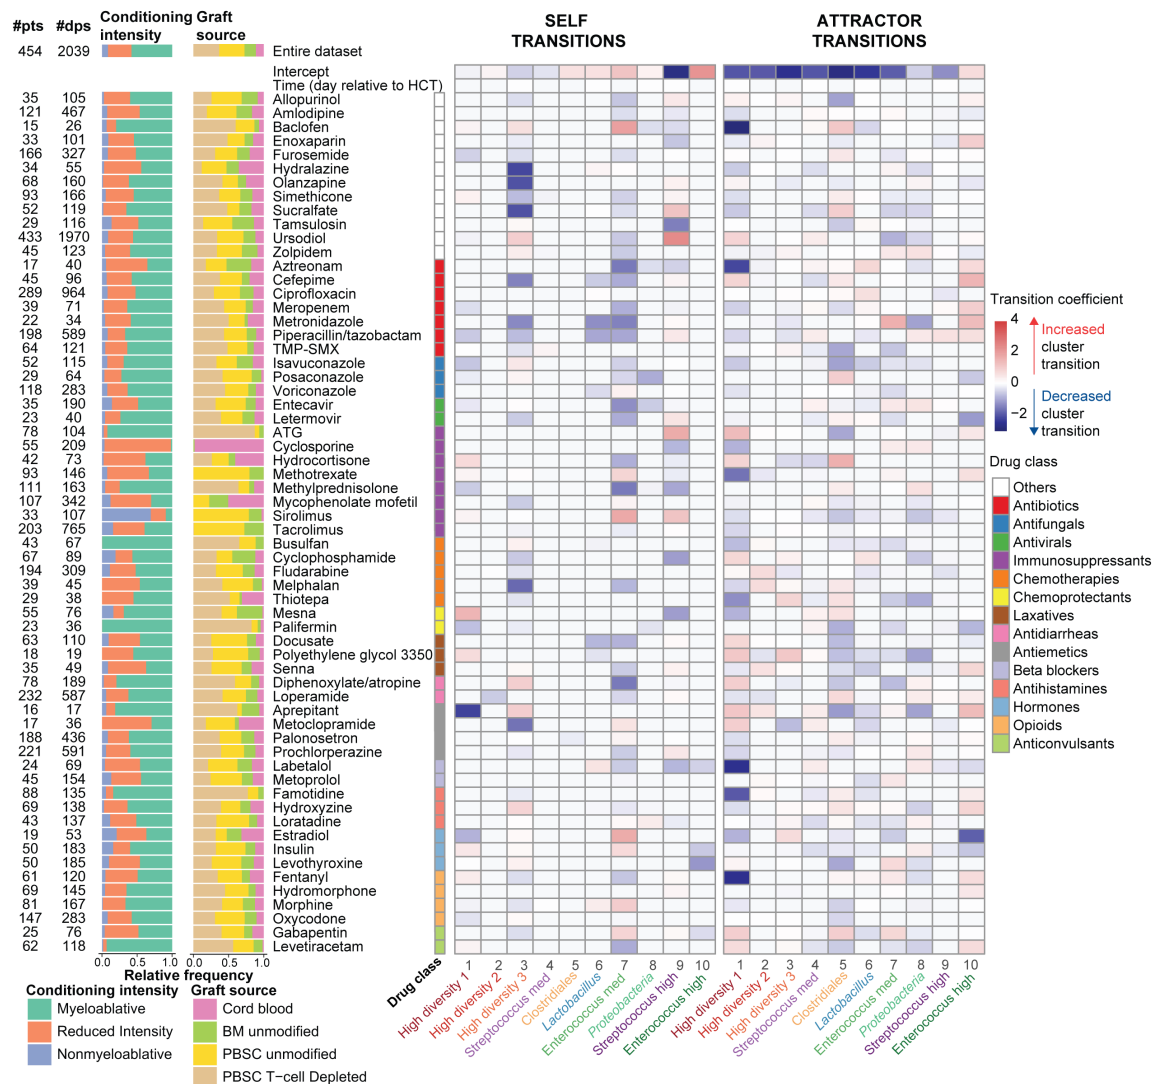 #pts #dps Conditioning intensity Graft source
SELF TRANSITIONS
ATTRACTOR TRANSITIONS
454 2039 Entire dataset
Intercept
Time (day relative to HCT)
35 105 Allopurinol
121 467 Amlodipine
15 26 Baclofen
33 101 Enoxaparin
166 327 Furosemide
34 55 Hydralazine
68 160 Olanzapine
93 166 Simethicone
52 119 Sucralfate
29 116 Tamsulosin
433 1970 Ursodiol
45 123 Zolpidem
17 40 Aztreonam
45 96 Cefepime
289 964 Ciprofloxacin
39 71 Meropenem
22 34 Metronidazole
198 589 Piperacillin/tazobactam
64 121 TMP-SMX
52 115 Isavuconazole
29 64 Posaconazole
118 283 Voriconazole
35 190 Entecavir
23 40 Letermovir
78 104 ATG
55 209 Cyclosporine
42 73 Hydrocortisone
93 146 Methotrexate
111 163 Methylprednisolone
107 342 Mycophenolate mofetil
33 107 Sirolimus
203 765 Tacrolimus
43 67 Busulfan
67 89 Cyclophosphamide
194 309 Fludarabine
39 45 Melphalan
29 38 Thiotepa
55 76 Mesna
23 36 Palifermin
63 110 Docusate
18 19 Polyethylene glycol 3350
35 49 Senna
78 189 Diphenoxylate/atropine
232 587 Loperamide
16 17 Aprepitant
17 36 Metoclopramide
188 436 Palonosetron
221 591 Prochlorperazine
24 69 Labetalol
45 154 Metoprolol
88 135 Famotidine
69 138 Hydroxyzine
43 137 Loratadine
19 53 Estradiol
50 183 Insulin
50 185 Levothyroxine
61 120 Fentanyl
69 145 Hydromorphone
81 167 Morphine
147 283 Oxycodone
25 76 Gabapentin
62 118 Levetiracetam
0.0 0.5 1.0 0.0 0.5 1.0
Relative frequency
Drug class
1 2 3 4 5 6 7 8 9 10
High diversity 1
High diversity 2
High diversity 3
Streptococcus med
Clostridiales
Lactobacillus
Enterococcus med
Proteobacteria
Streptococcus high
Enterococcus high
1 2 3 4 5 6 7 8 9 10
High diversity 1
High diversity 2
High diversity 3
Streptococcus med
Clostridiales
Lactobacillus
Enterococcus med
Proteobacteria
Streptococcus high
Enterococcus high
Conditioning intensity
Myeloablative
Reduced Intensity
Nonmyeloablative
Graft source
Cord blood
BM unmodified
PBSC unmodified
PBSC T-cell Depleted
Transition coefficient
4
2
0
−2
Increased
cluster
transition
Decreased
cluster
transition
Drug class
Others
Antibiotics
Antifungals
Antivirals
Immunosuppressants
Chemotherapies
Chemoprotectants
Laxatives
Antidiarrheas
Antiemetics
Beta blockers
Antihistamines
Hormones
Opioids
Anticonvulsants